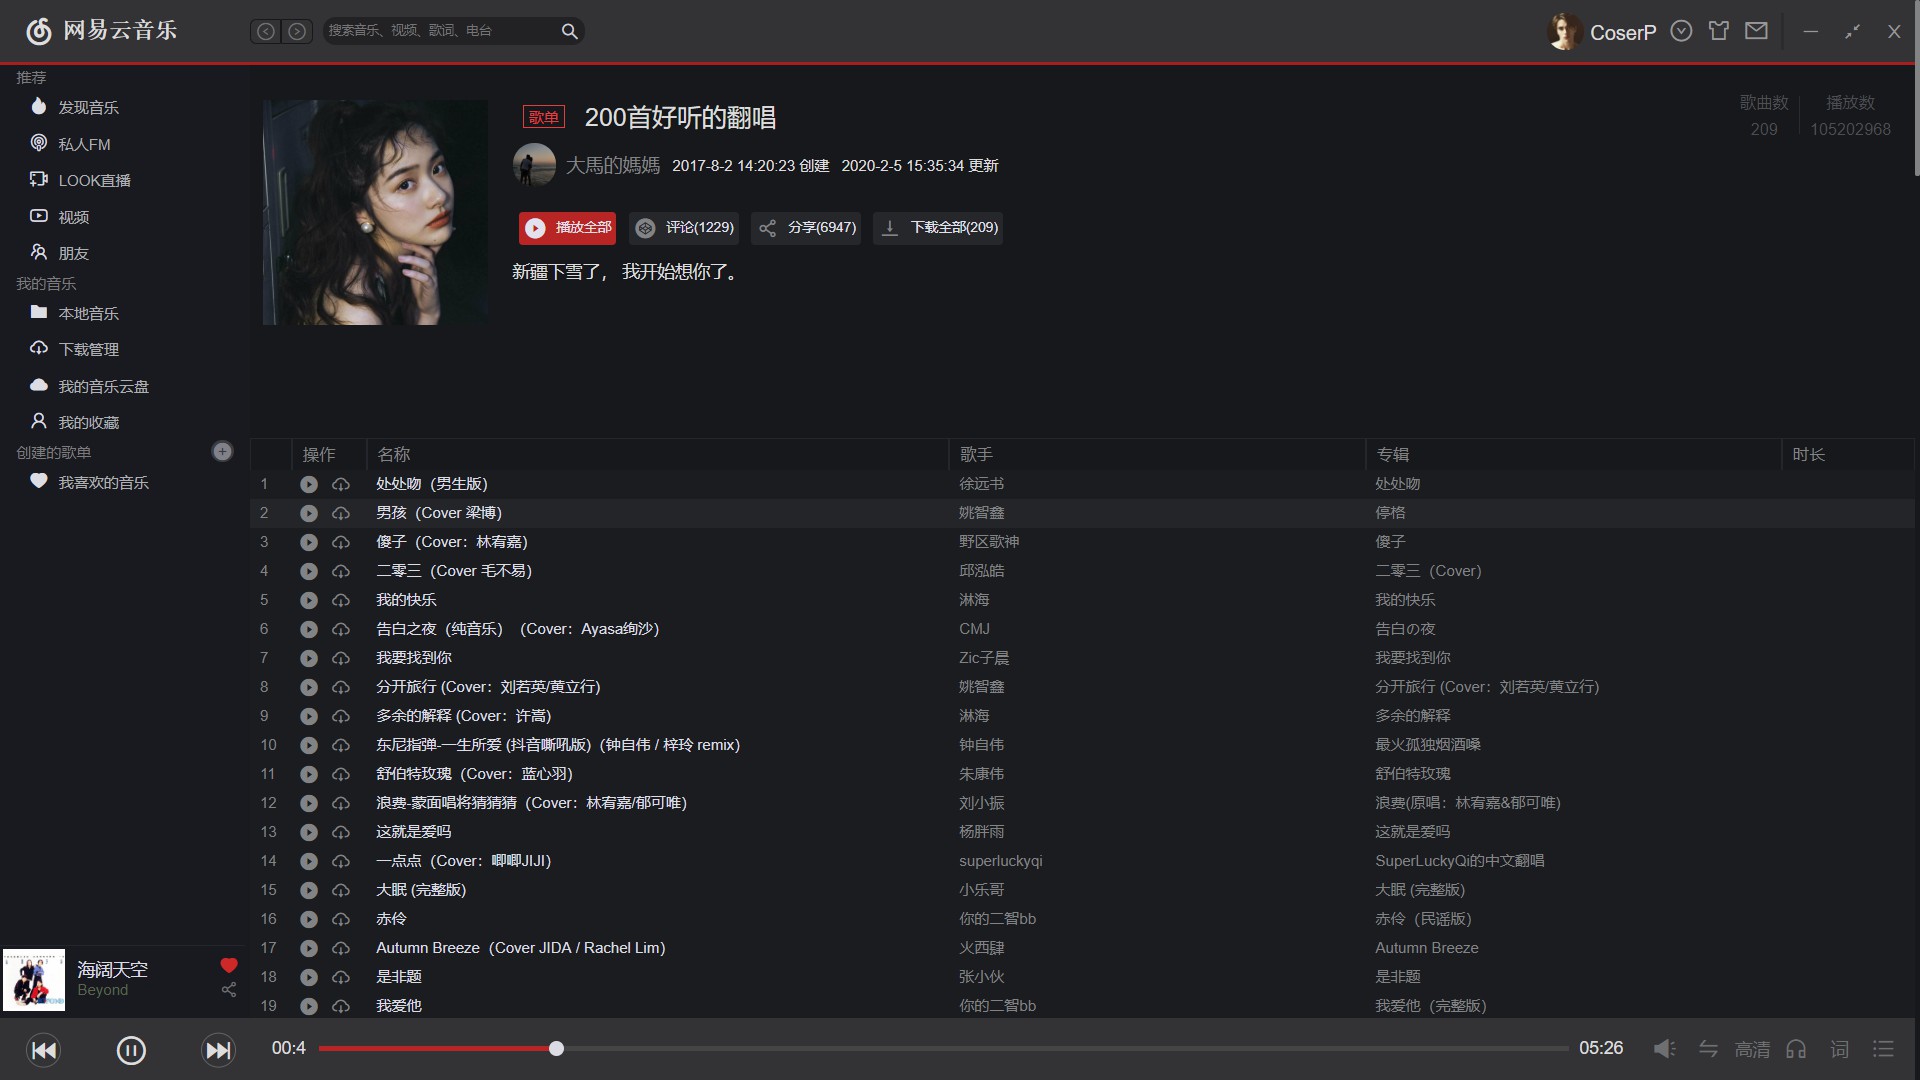 网易云音乐
搜索音乐、视频、歌词、电台
CoserP
推荐
发现音乐
私人FM
LOOK直播
视频
朋友
我的音乐
本地音乐
下载管理
我的音乐云盘
我的收藏
创建的歌单
我喜欢的音乐
歌单 200首好听的翻唱
歌曲数 播放数
209 105202968
大馬的媽媽 2017-8-2 14:20:23 创建 2020-2-5 15:35:34 更新
播放全部 评论(1229) 分享(6947) 下载全部(209)
新疆下雪了， 我开始想你了。
操作 名称 歌手 专辑 时长
1 处处吻（男生版） 徐远书 处处吻
2 男孩（Cover 梁博） 姚智鑫 停格
3 傻子（Cover：林宥嘉） 野区歌神 傻子
4 二零三（Cover 毛不易） 邱泓皓 二零三（Cover）
5 我的快乐 淋海 我的快乐
6 告白之夜（纯音乐）（Cover：Ayasa绚沙） CMJ 告白の夜
7 我要找到你 Zic子晨 我要找到你
8 分开旅行 (Cover：刘若英/黄立行) 姚智鑫 分开旅行 (Cover：刘若英/黄立行)
9 多余的解释 (Cover：许嵩) 淋海 多余的解释
10 东尼指弹-一生所爱 (抖音嘶吼版)（钟自伟 / 梓玲 remix） 钟自伟 最火孤独烟酒嗓
11 舒伯特玫瑰（Cover：蓝心羽） 朱康伟 舒伯特玫瑰
12 浪费-蒙面唱将猜猜猜（Cover：林宥嘉/郁可唯） 刘小振 浪费(原唱：林宥嘉&郁可唯)
13 这就是爱吗 杨胖雨 这就是爱吗
14 一点点（Cover：唧唧JIJI） superluckyqi SuperLuckyQi的中文翻唱
15 大眠 (完整版) 小乐哥 大眠 (完整版)
16 赤伶 你的二智bb 赤伶（民谣版）
17 Autumn Breeze（Cover JIDA / Rachel Lim） 火西肆 Autumn Breeze
18 是非题 张小伙 是非题
19 我爱他 你的二智bb 我爱他（完整版）
海阔天空
Beyond
00:4 05:26 高清 词